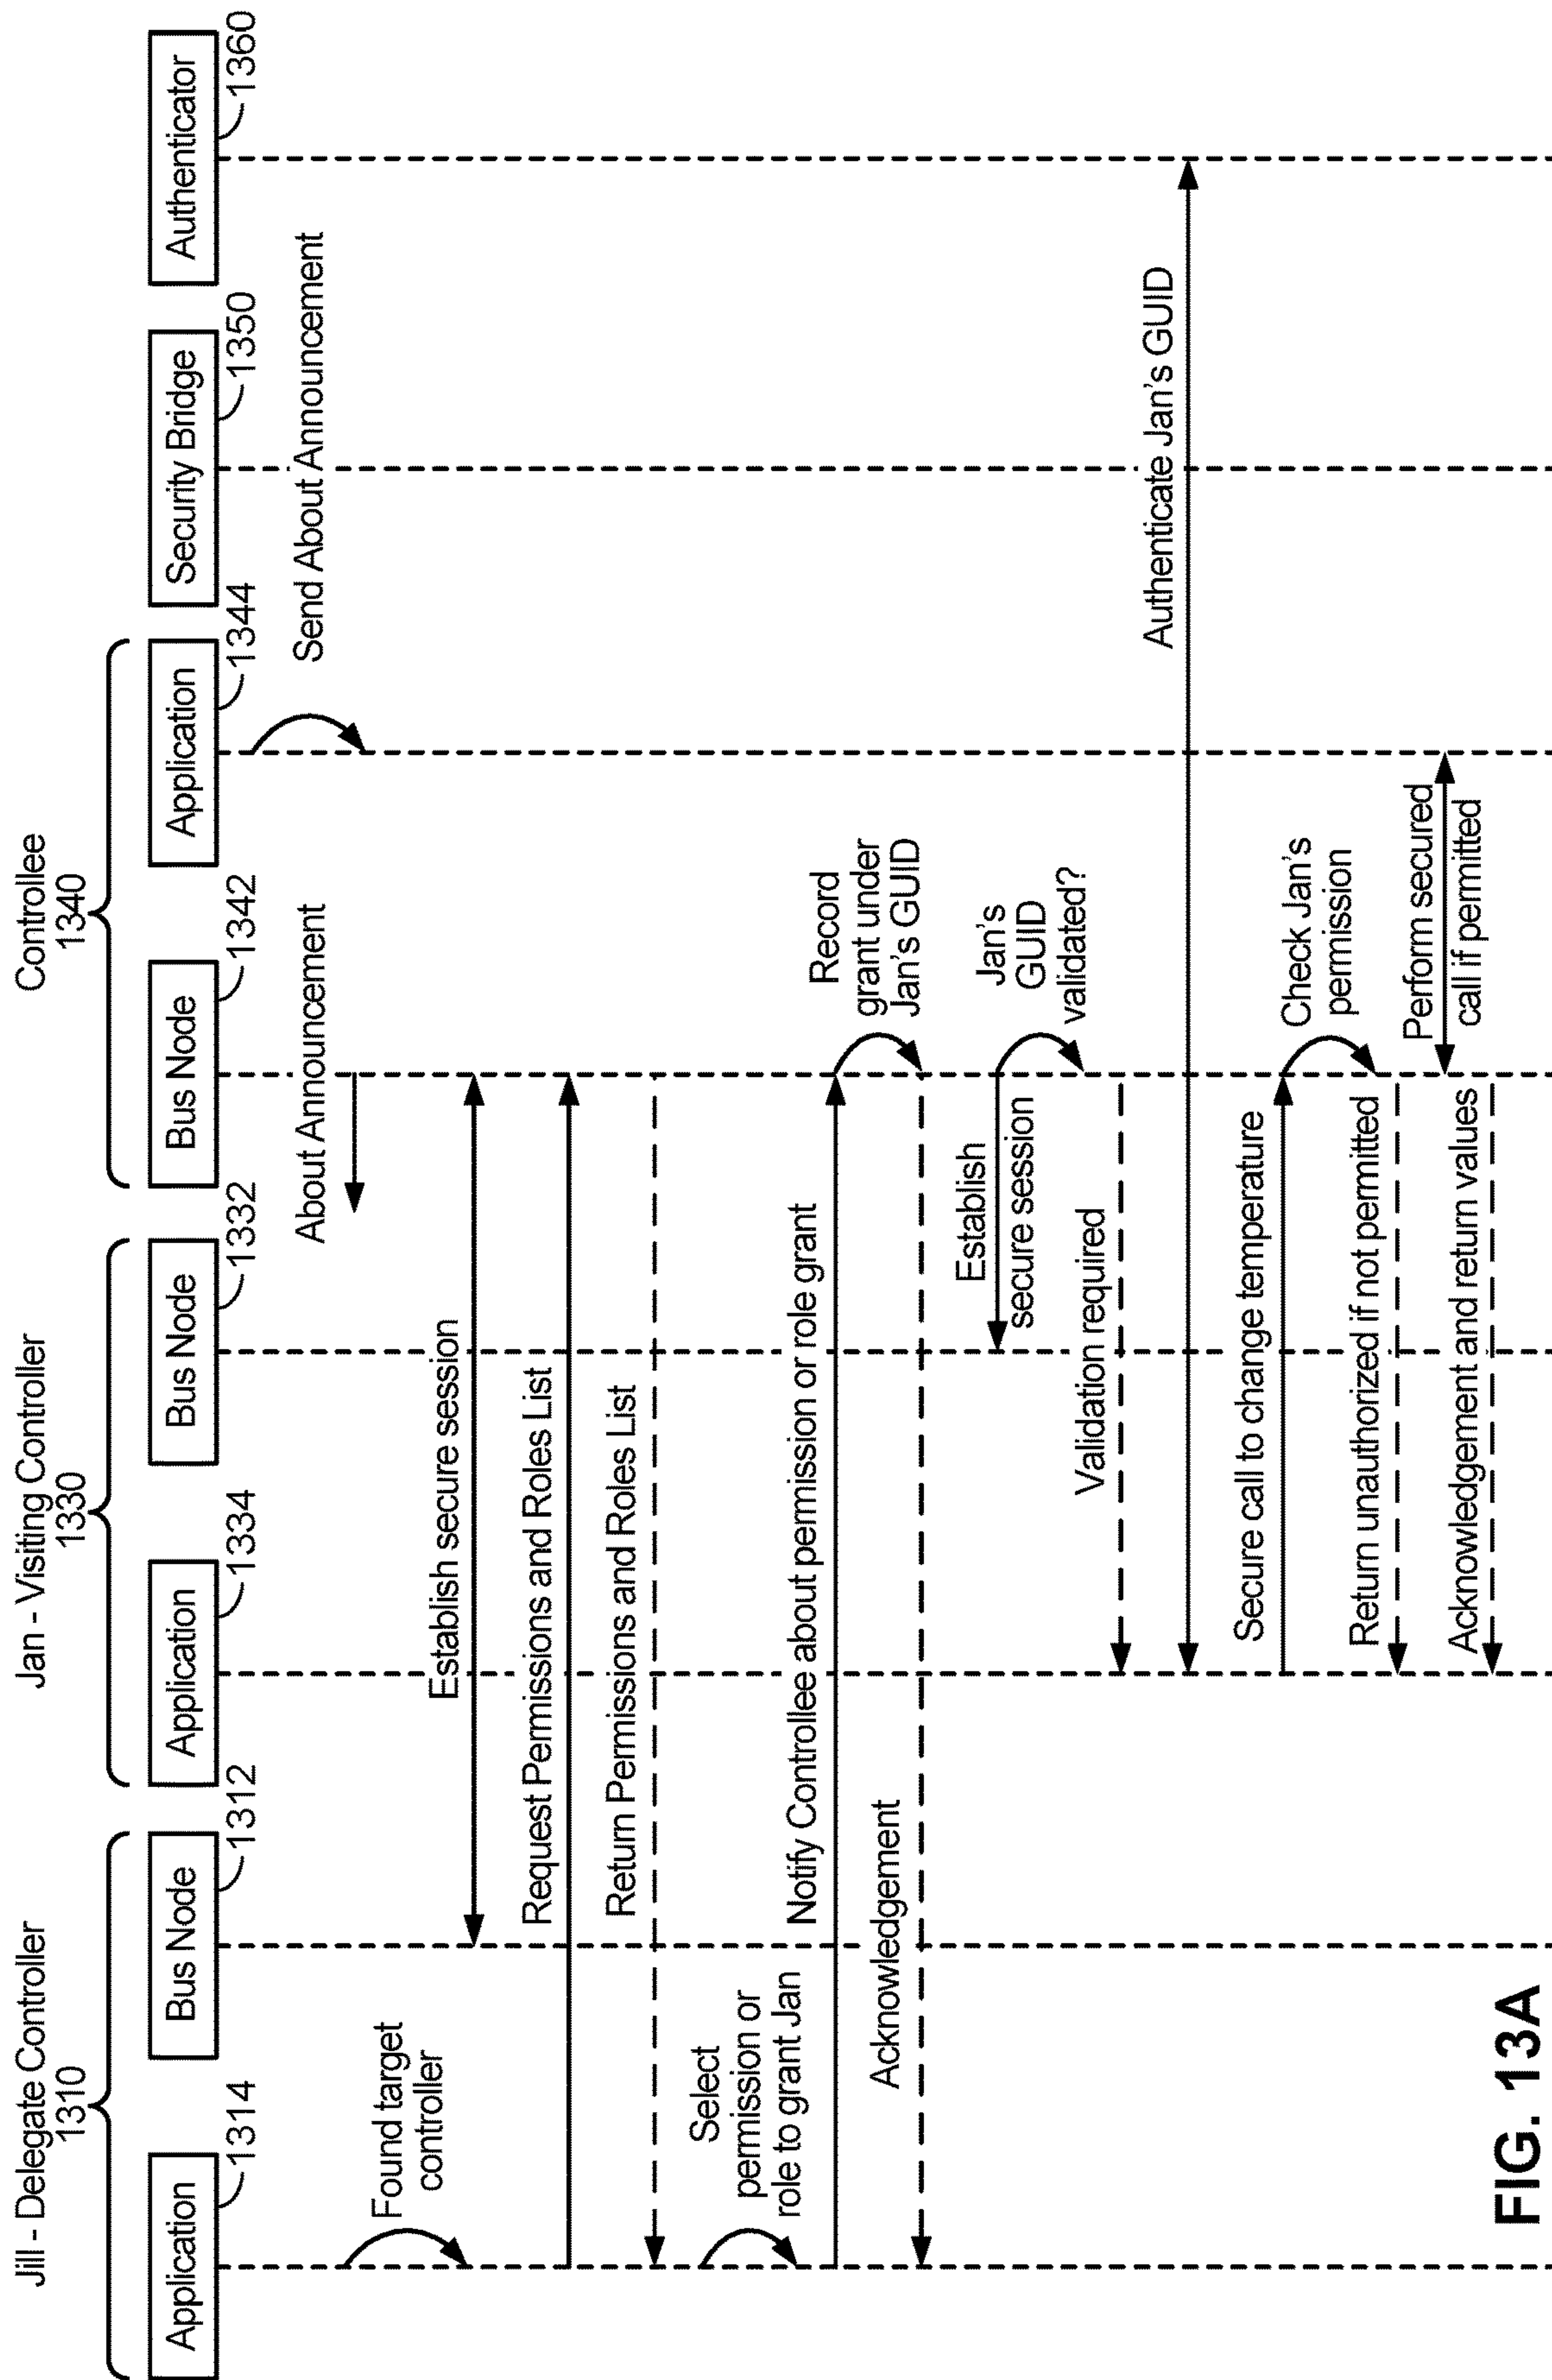 Jill - Delegate Controller
1310
Jan - Visiting Controller
1330
Controllee
1340
Application
1314
Bus Node
1312
Application
1334
Bus Node
1332
Bus Node
1342
Application
1344
Security Bridge
1350
Authenticator
1360
Send About Announcement
About Announcement
Found target
controller
Establish secure session
Request Permissions and Roles List
Return Permissions and Roles List
Select
permission or
role to grant Jan
Notify Controllee about permission or role grant
Record
grant under
Jan's GUID
Acknowledgement
Establish
secure session
Jan's
GUID
validated?
Validation required
Authenticate Jan's GUID
Secure call to change temperature
Check Jan's
permission
Return unauthorized if not permitted
Perform secured
call if permitted
Acknowledgement and return values
FIG. 13A